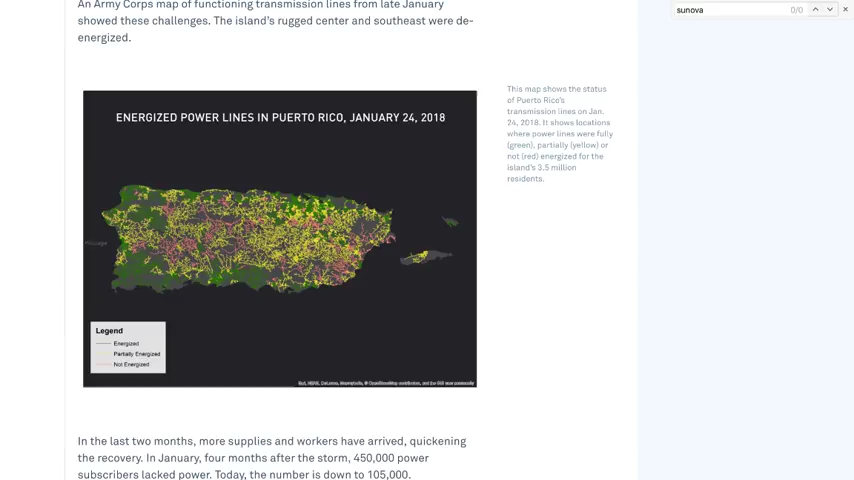 An Army Corps map of functioning transmission lines from late January
showed these challenges. The island's rugged center and southeast were de-
energized.
sunova
0/0
ENERGIZED POWER LINES IN PUERTO RICO, JANUARY 24, 2018
Legend
Energized
Partially Energized
Not Energized
This map shows the status
of Puerto Rico's
transmission lines on Jan.
24, 2018. It shows locations
where power lines were fully
(green), partially (yellow) or
not (red) energized for the
island's 3.5 million
residents.
In the last two months, more supplies and workers have arrived, quickening
the recovery. In January, four months after the storm, 450,000 power
subscribers lacked power. Today, the number is down to 105,000.